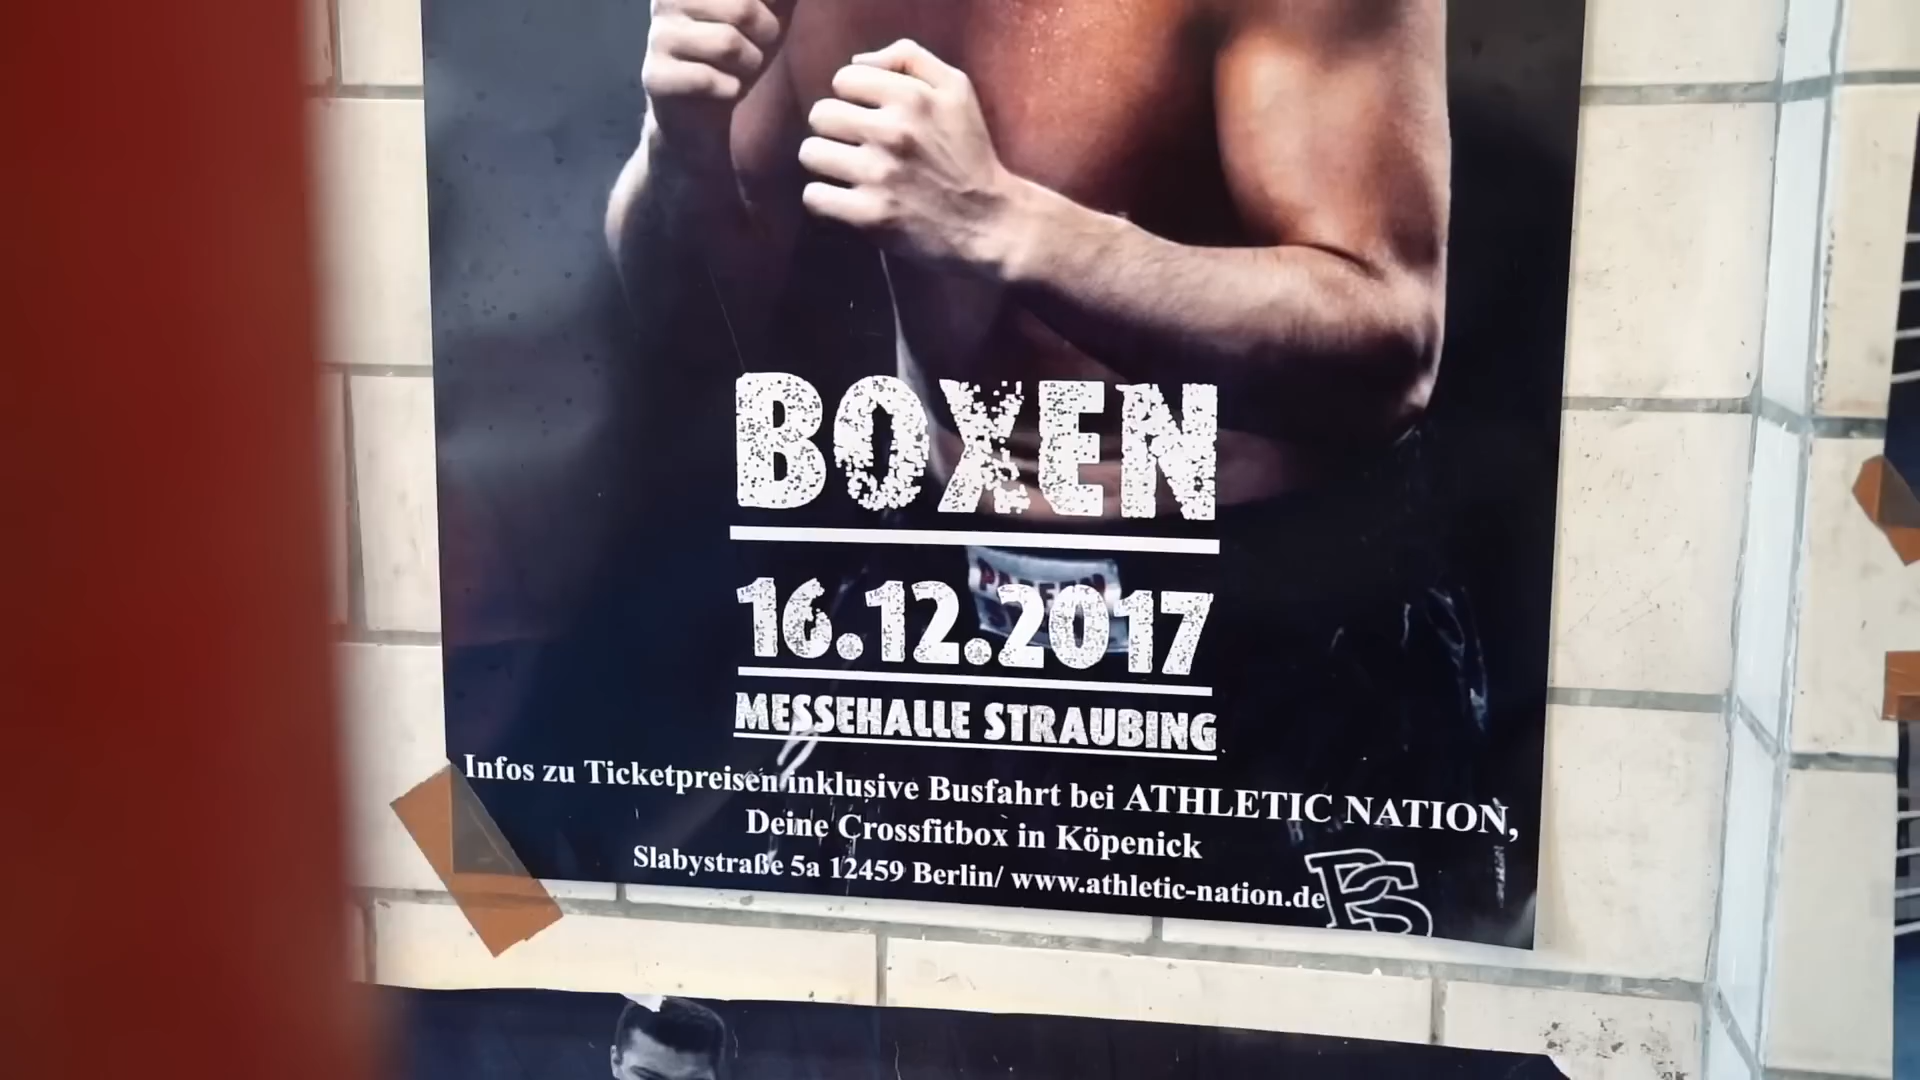 BOXEN
16.12.2017
MESSEHALLE STRAUBING
Infos zu Ticketpreisen inklusive Busfahrt bei ATHLETIC NATION,
Deine Crossfitbox in Köpenick
Slabystraße 5a 12459 Berlin/ www.athletic-nation.de
PS